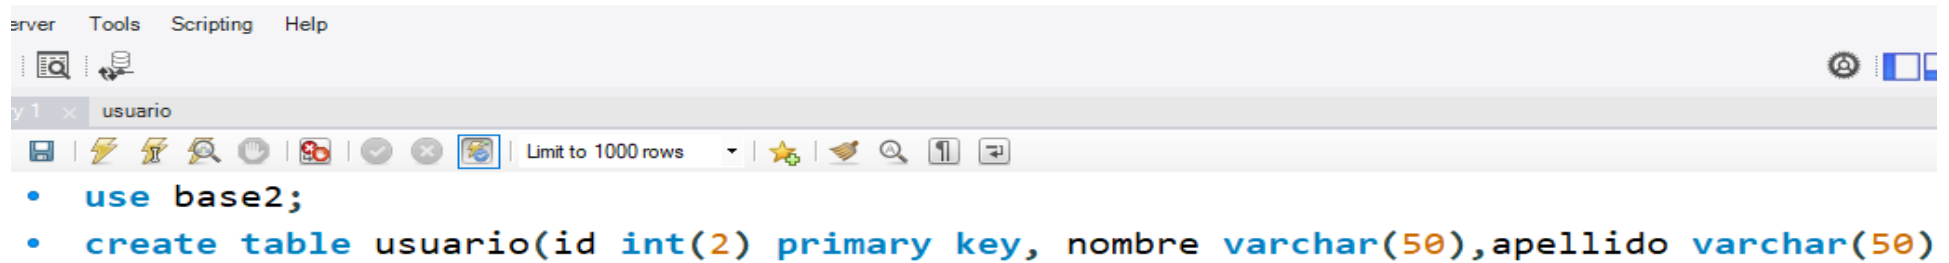 erver Tools Scripting Help
y 1 × usuario
Limit to 1000 rows
use base2;
create table usuario(id int(2) primary key, nombre varchar(50),apellido varchar(50)